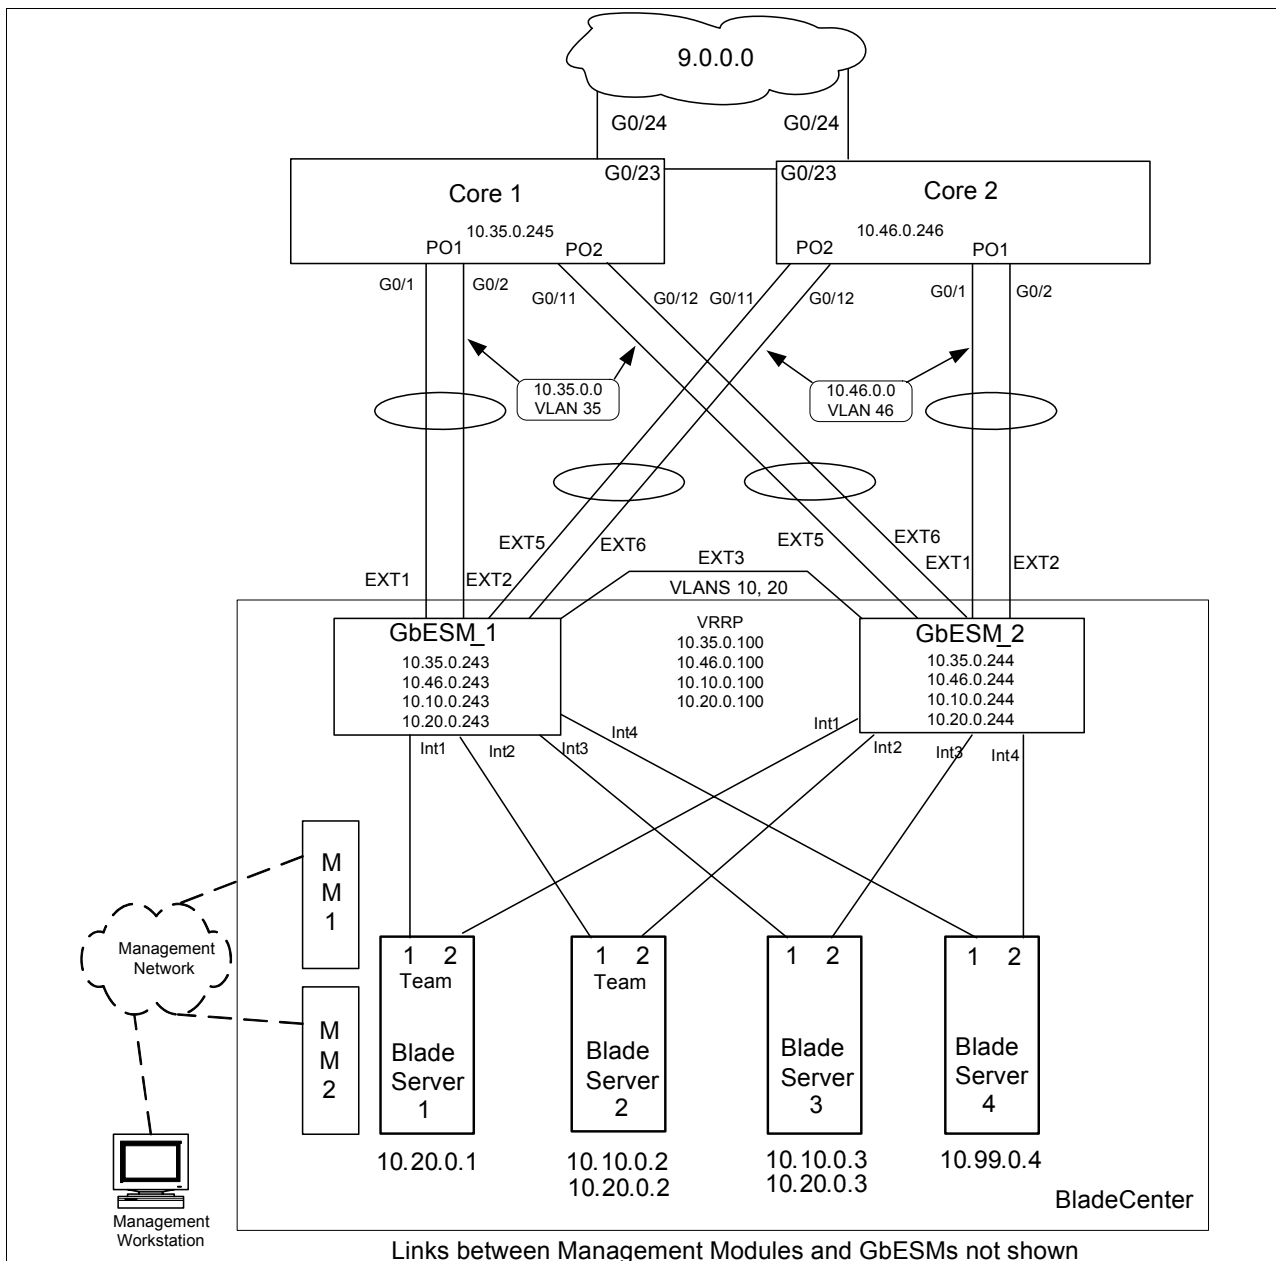 9.0.0.0
G0/24
G0/24
G0/23
G0/23
Core 1
Core 2
10.35.0.245
10.46.0.246
PO1
PO2
PO2
PO1
G0/1
G0/2
G0/11
G0/12
G0/11
G0/12
G0/1
G0/2
10.35.0.0
VLAN 35
10.46.0.0
VLAN 46
EXT5
EXT6
EXT5
EXT6
EXT1
EXT2
EXT3
EXT1
EXT2
VLANS 10, 20
GbESM_1
10.35.0.243
10.46.0.243
10.10.0.243
10.20.0.243
VRRP
10.35.0.100
10.46.0.100
10.10.0.100
10.20.0.100
GbESM_2
10.35.0.244
10.46.0.244
10.10.0.244
10.20.0.244
Int1
Int2
Int3
Int4
Int1
Int2
Int3
Int4
M
M
1
M
M
2
Management
Network
Management
Workstation
1 2
Team
Blade
Server
1
10.20.0.1
1 2
Team
Blade
Server
2
10.10.0.2
10.20.0.2
1 2
Blade
Server
3
10.10.0.3
10.20.0.3
1 2
Blade
Server
4
10.99.0.4
BladeCenter
Links between Management Modules and GbESMs not shown